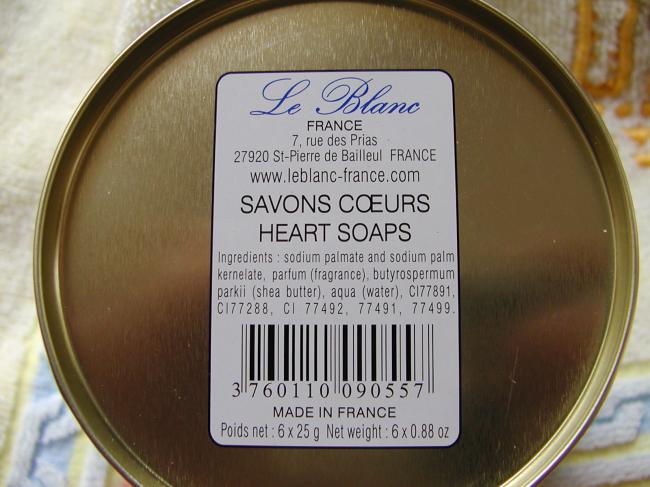 Le Blanc
FRANCE
7, rue des Prias
27920 St-Pierre de Bailleul FRANCE
www.leblanc-france.com
SAVONS CŒURS
HEART SOAPS
Ingredients : sodium palmate and sodium palm
kernelate, parfum (fragrance), butyrospermum
parkii (shea butter), aqua (water), CI77891,
CI77288, CI 77492, 77491, 77499.
3 760110 090557
MADE IN FRANCE
Poids net : 6 x 25 g Net weight : 6 x 0.88 oz